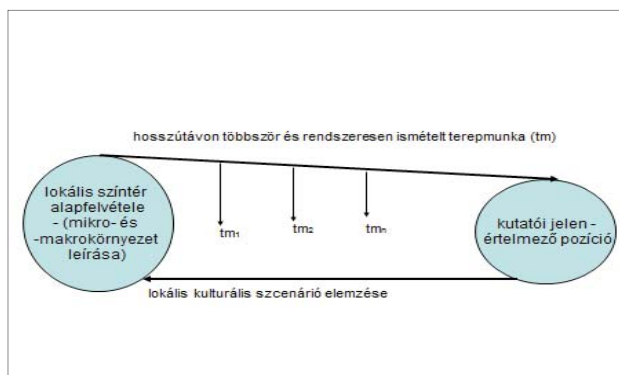 hosszútávon többször és rendszeresen ismételt terepmunka (tm)
lokális színtér
alapfelvétele
- (mikro- és
-makrokörnyezet
leírása)
tm₁
tm₂
tmₙ
kutatói jelen -
értelmező pozíció
lokális kulturális szcenárió elemzése